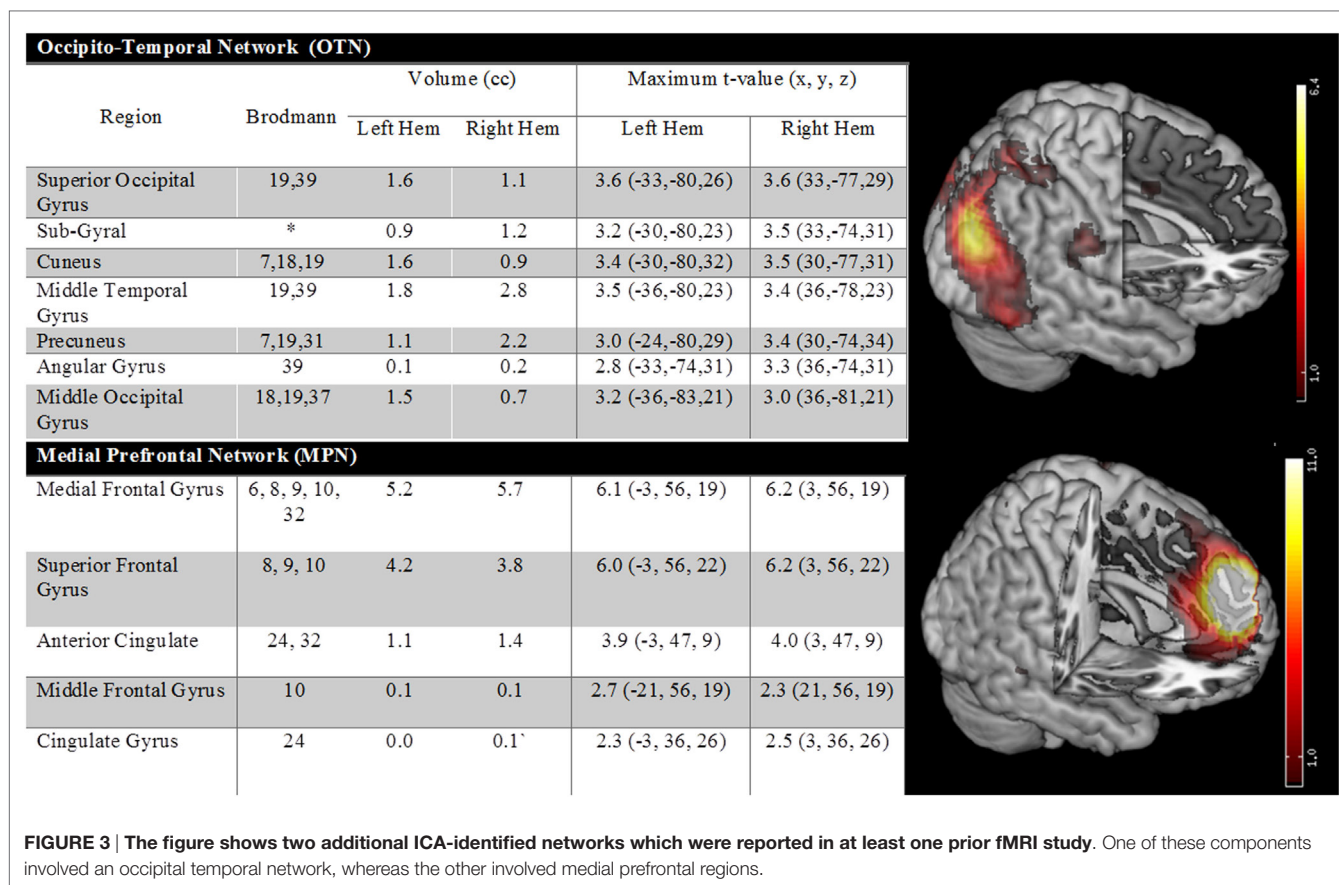 Occipito-Temporal Network (OTN)
Region Brodmann Volume (cc) Maximum t-value (x, y, z)
Left Hem Right Hem Left Hem Right Hem
Superior Occipital Gyrus 19,39 1.6 1.1 3.6 (-33,-80,26) 3.6 (33,-77,29)
Sub-Gyral * 0.9 1.2 3.2 (-30,-80,23) 3.5 (33,-74,31)
Cuneus 7,18,19 1.6 0.9 3.4 (-30,-80,32) 3.5 (30,-77,31)
Middle Temporal Gyrus 19,39 1.8 2.8 3.5 (-36,-80,23) 3.4 (36,-78,23)
Precuneus 7,19,31 1.1 2.2 3.0 (-24,-80,29) 3.4 (30,-74,34)
Angular Gyrus 39 0.1 0.2 2.8 (-33,-74,31) 3.3 (36,-74,31)
Middle Occipital Gyrus 18,19,37 1.5 0.7 3.2 (-36,-83,21) 3.0 (36,-81,21)
6.4
1.0
Medial Prefrontal Network (MPN)
Medial Frontal Gyrus 6, 8, 9, 10, 32 5.2 5.7 6.1 (-3, 56, 19) 6.2 (3, 56, 19)
Superior Frontal Gyrus 8, 9, 10 4.2 3.8 6.0 (-3, 56, 22) 6.2 (3, 56, 22)
Anterior Cingulate 24, 32 1.1 1.4 3.9 (-3, 47, 9) 4.0 (3, 47, 9)
Middle Frontal Gyrus 10 0.1 0.1 2.7 (-21, 56, 19) 2.3 (21, 56, 19)
Cingulate Gyrus 24 0.0 0.1` 2.3 (-3, 36, 26) 2.5 (3, 36, 26)
11.0
1.0
FIGURE 3 | The figure shows two additional ICA-identified networks which were reported in at least one prior fMRI study. One of these components
involved an occipital temporal network, whereas the other involved medial prefrontal regions.